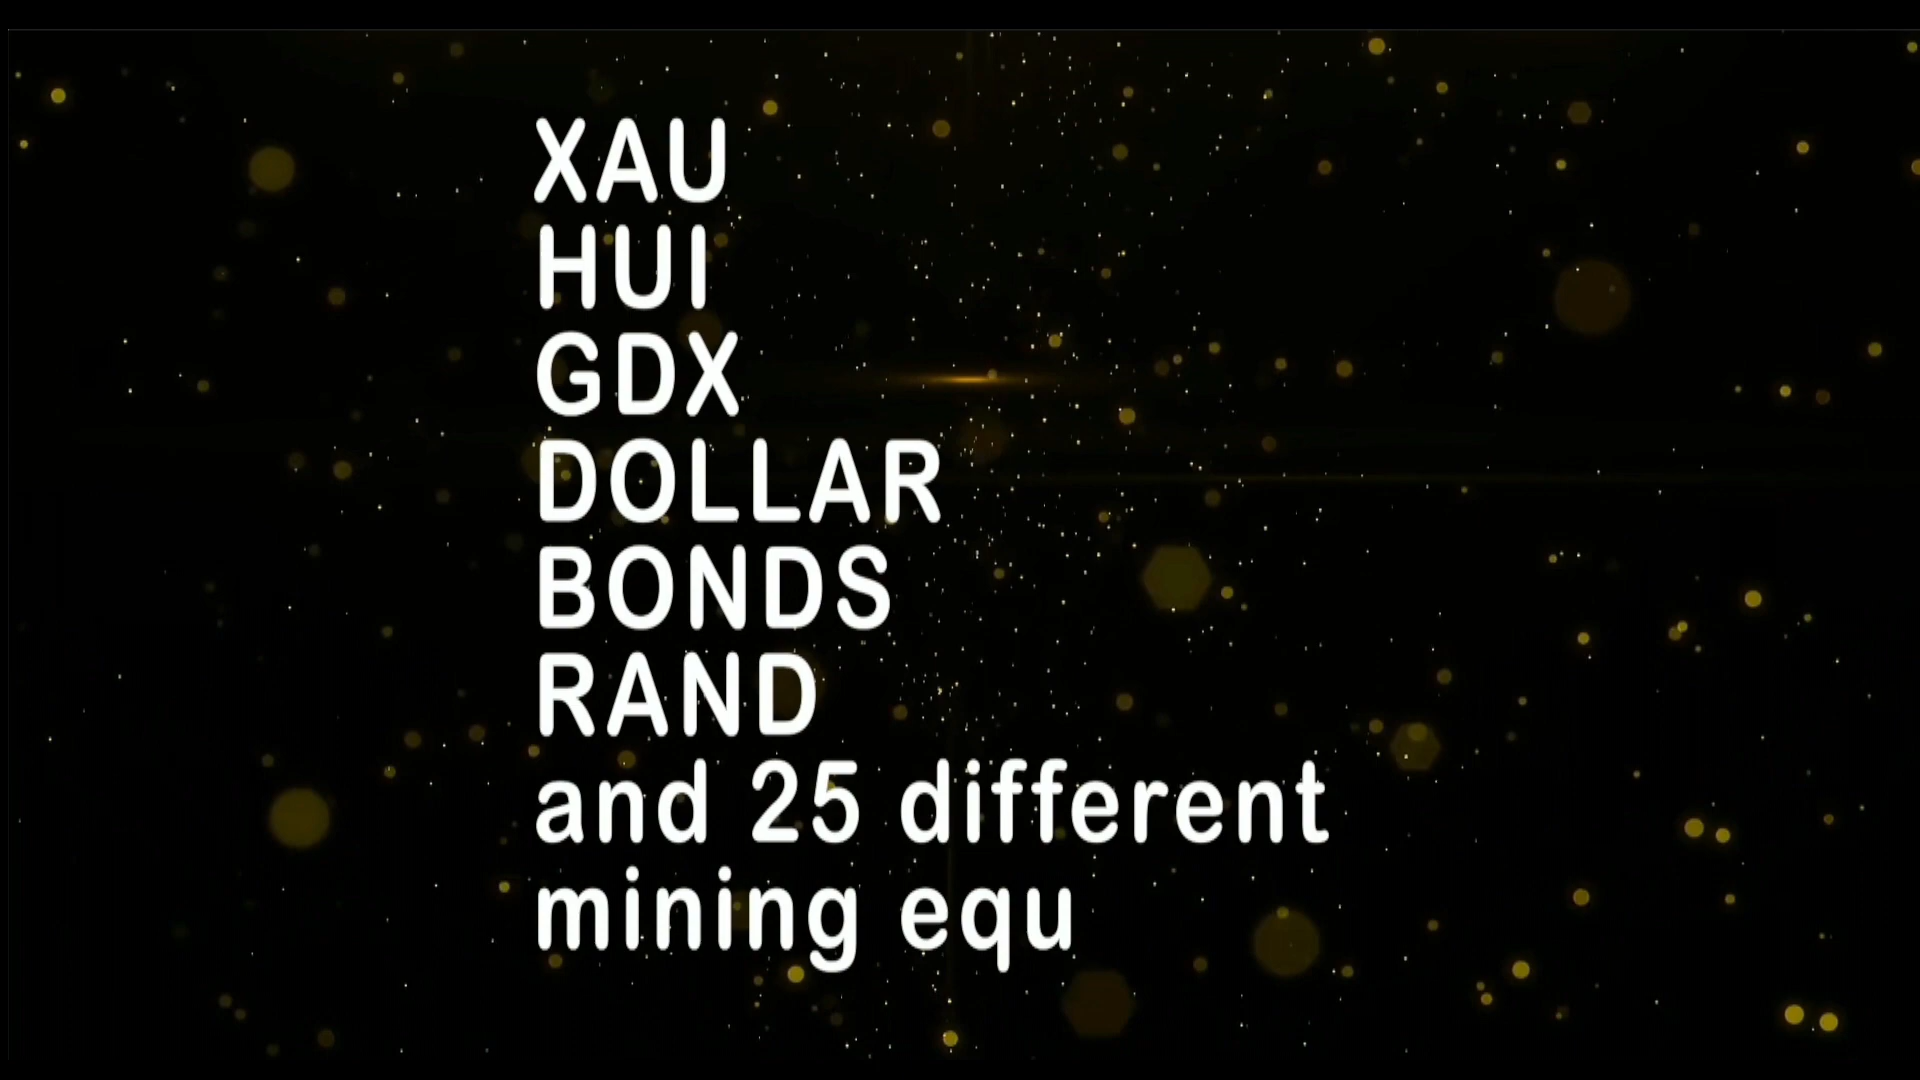 XAU
HUI
GDX
DOLLAR
BONDS
RAND
and 25 different
mining equ